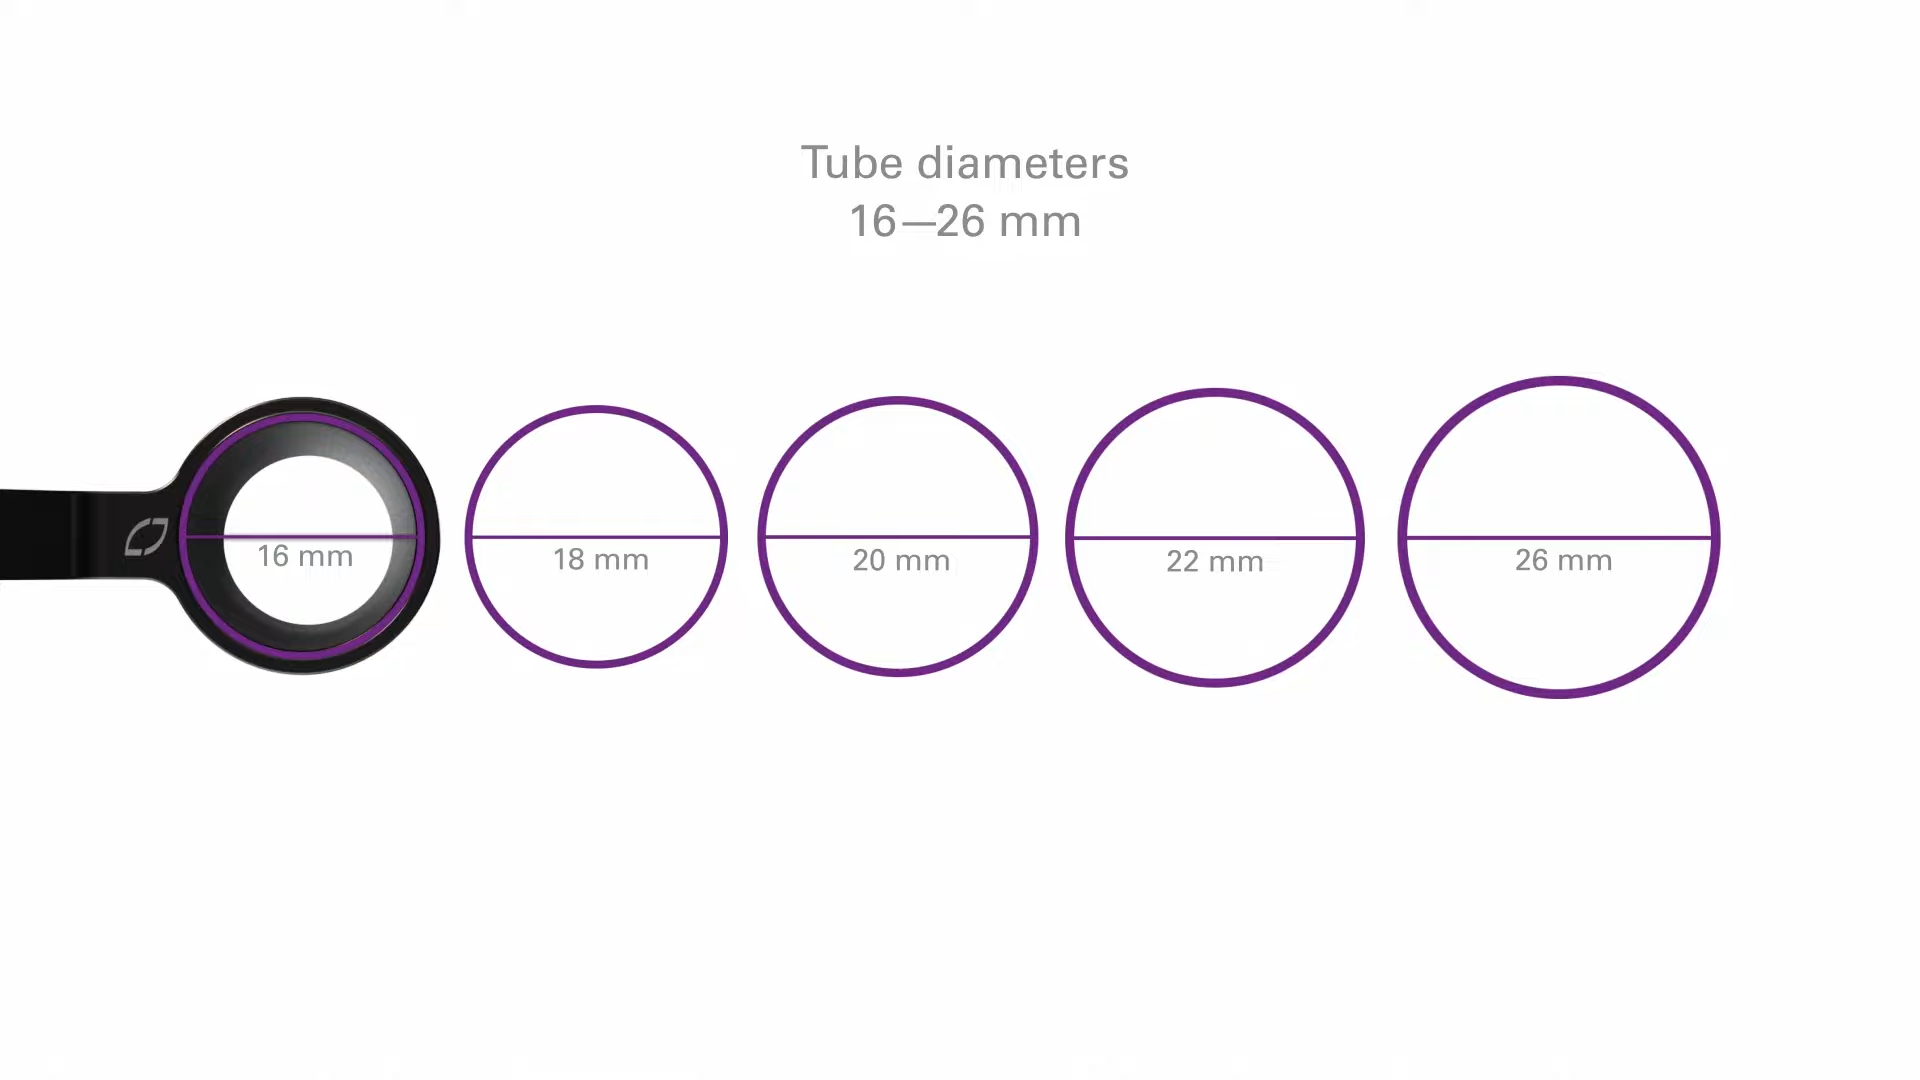 Tube diameters
16—26 mm
16 mm
18 mm
20 mm
22 mm
26 mm